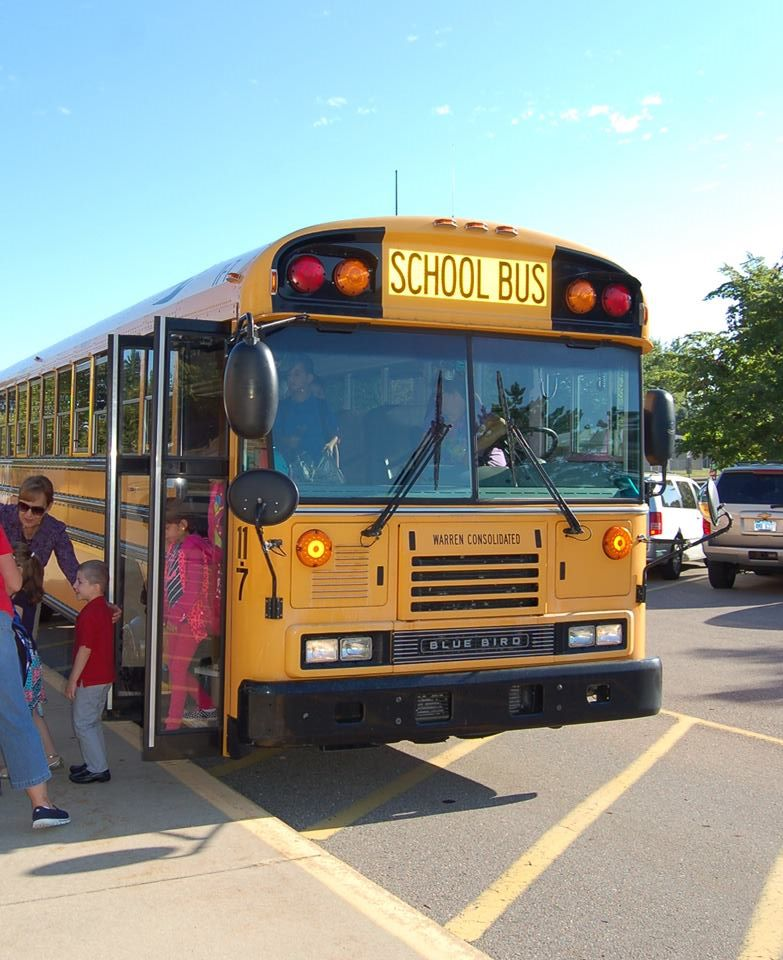 SCHOOL BUS
WARREN CONSOLIDATED
11-7
BLUE BIRD